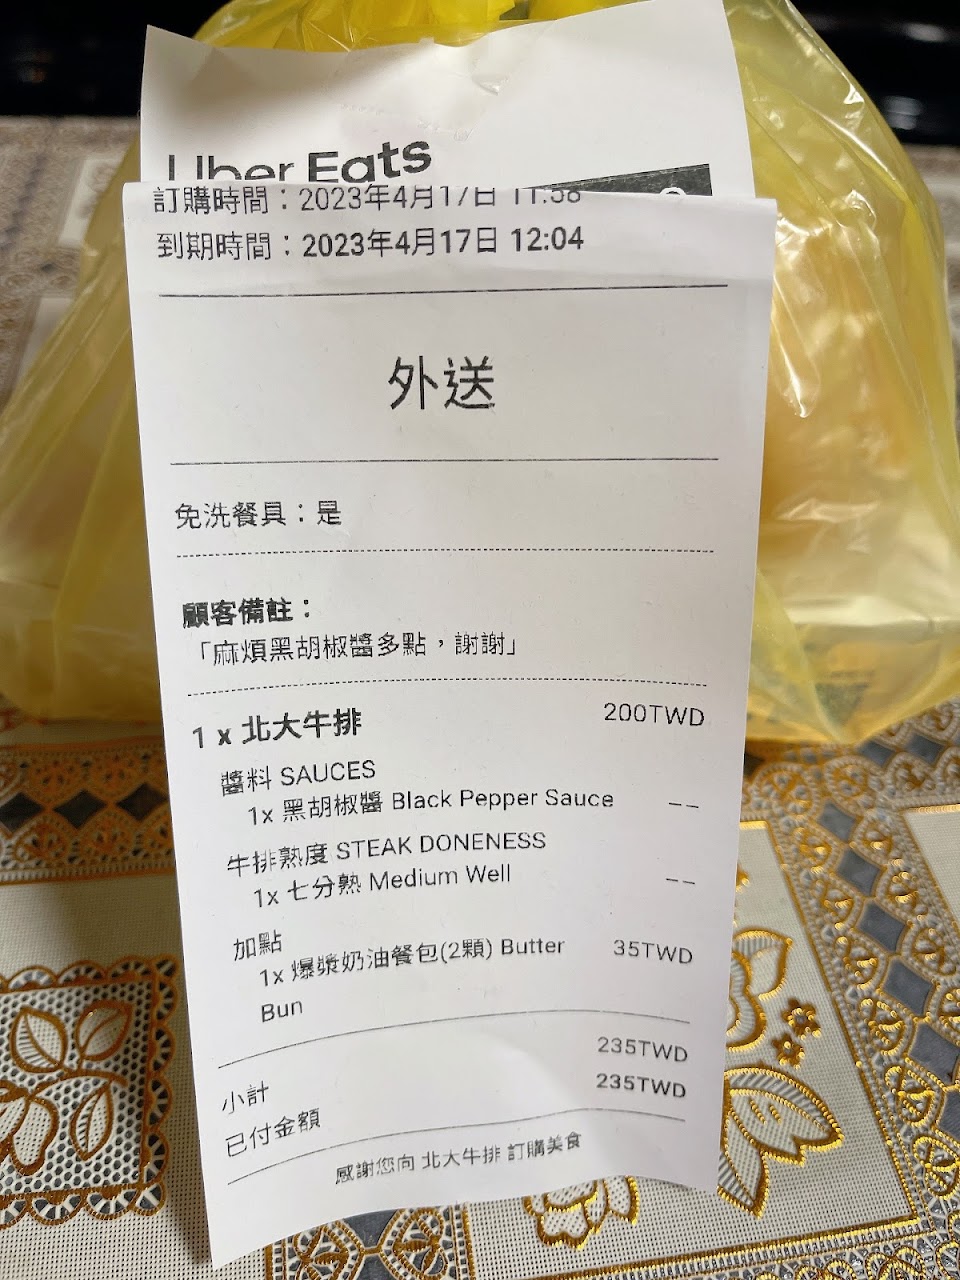 Uber Eats
訂購時間：2023年4月17日 11:58
到期時間：2023年4月17日 12:04
外送
免洗餐具：是
顧客備註：
「麻煩黑胡椒醬多點，謝謝」
1 x 北大牛排 200TWD
醬料 SAUCES
1x 黑胡椒醬 Black Pepper Sauce --
牛排熟度 STEAK DONENESS
1x 七分熟 Medium Well --
加點
1x 爆漿奶油餐包(2顆) Butter Bun 35TWD
小計 235TWD
已付金額 235TWD
感謝您向 北大牛排 訂購美食